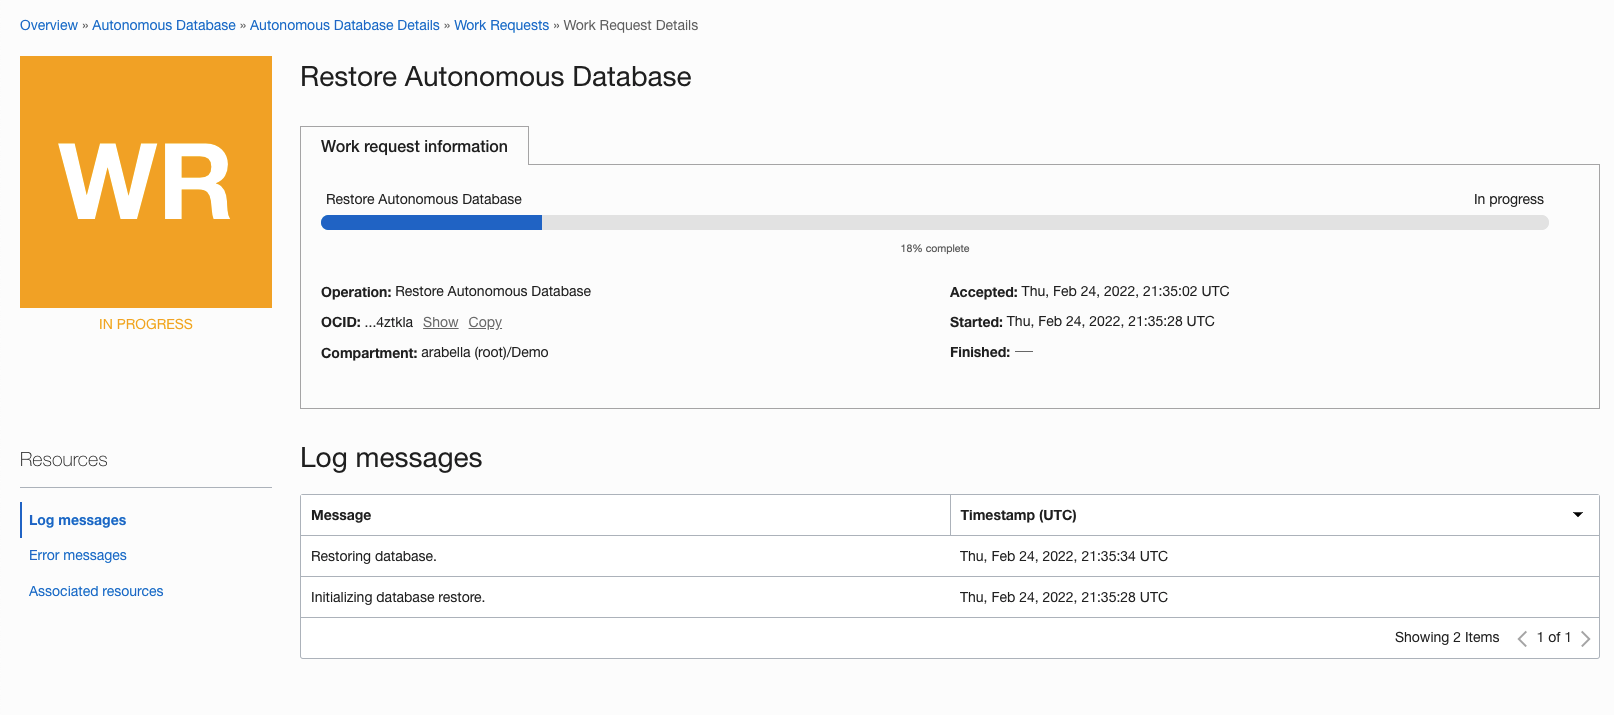 Overview » Autonomous Database » Autonomous Database Details » Work Requests » Work Request Details
WR
IN PROGRESS
Restore Autonomous Database
Work request information
Restore Autonomous Database In progress
18% complete
Operation: Restore Autonomous Database
OCID: ...4ztkla Show Copy
Compartment: arabella (root)/Demo
Accepted: Thu, Feb 24, 2022, 21:35:02 UTC
Started: Thu, Feb 24, 2022, 21:35:28 UTC
Finished: —
Resources
Log messages
Error messages
Associated resources
Log messages
Message Timestamp (UTC)
Restoring database. Thu, Feb 24, 2022, 21:35:34 UTC
Initializing database restore. Thu, Feb 24, 2022, 21:35:28 UTC
Showing 2 Items 1 of 1